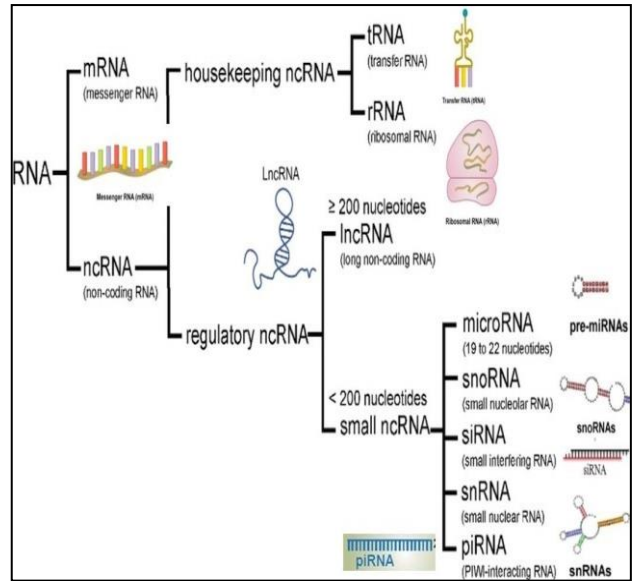 RNA
mRNA
(messenger RNA)
Messenger RNA (mRNA)
ncRNA
(non-coding RNA)
housekeeping ncRNA
tRNA
(transfer RNA)
Transfer RNA (tRNA)
rRNA
(ribosomal RNA)
Ribosomal RNA (rRNA)
regulatory ncRNA
LncRNA
≥ 200 nucleotides
lncRNA
(long non-coding RNA)
< 200 nucleotides
small ncRNA
microRNA
(19 to 22 nucleotides)
pre-miRNAs
snoRNA
(small nucleolar RNA)
snoRNAs
siRNA
(small interfering RNA)
siRNA
snRNA
(small nuclear RNA)
snRNAs
piRNA
(PIWI-interacting RNA)
piRNA